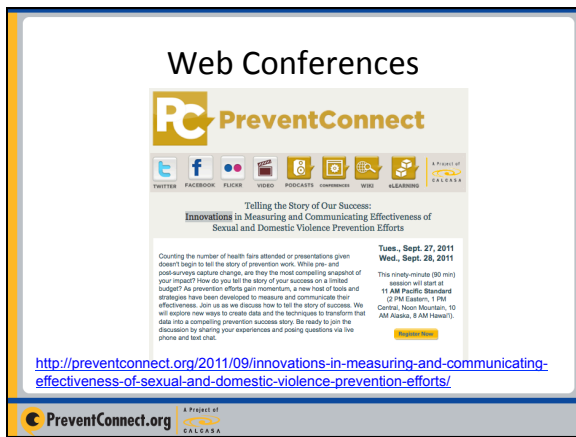 Web Conferences
PC PreventConnect
TWITTER FACEBOOK FLICKR VIDEO PODCASTS CONFERENCES WIKI eLEARNING
A Project of
CALCASA
Telling the Story of Our Success:
Innovations in Measuring and Communicating Effectiveness of
Sexual and Domestic Violence Prevention Efforts
Counting the number of health fairs attended or presentations given
doesn't begin to tell the story of prevention work. While pre- and
post-surveys capture change, are they the most compelling snapshot of
your impact? How do you tell the story of your success on a limited
budget? As prevention efforts gain momentum, a new host of tools and
strategies have been developed to measure and communicate their
effectiveness. Join us as we discuss how to tell the story of success. We
will explore new ways to create data and the techniques to transform that
data into a compelling prevention success story. Be ready to join the
discussion by sharing your experiences and posing questions via live
phone and text chat.
Tues., Sept. 27, 2011
Wed., Sept. 28, 2011
This ninety-minute (90 min)
session will start at
11 AM Pacific Standard
(2 PM Eastern, 1 PM
Central, Noon Mountain, 10
AM Alaska, 8 AM Hawai'i).
Register Now
http://preventconnect.org/2011/09/innovations-in-measuring-and-communicating-
effectiveness-of-sexual-and-domestic-violence-prevention-efforts/
PreventConnect.org
A Project of
CALCASA